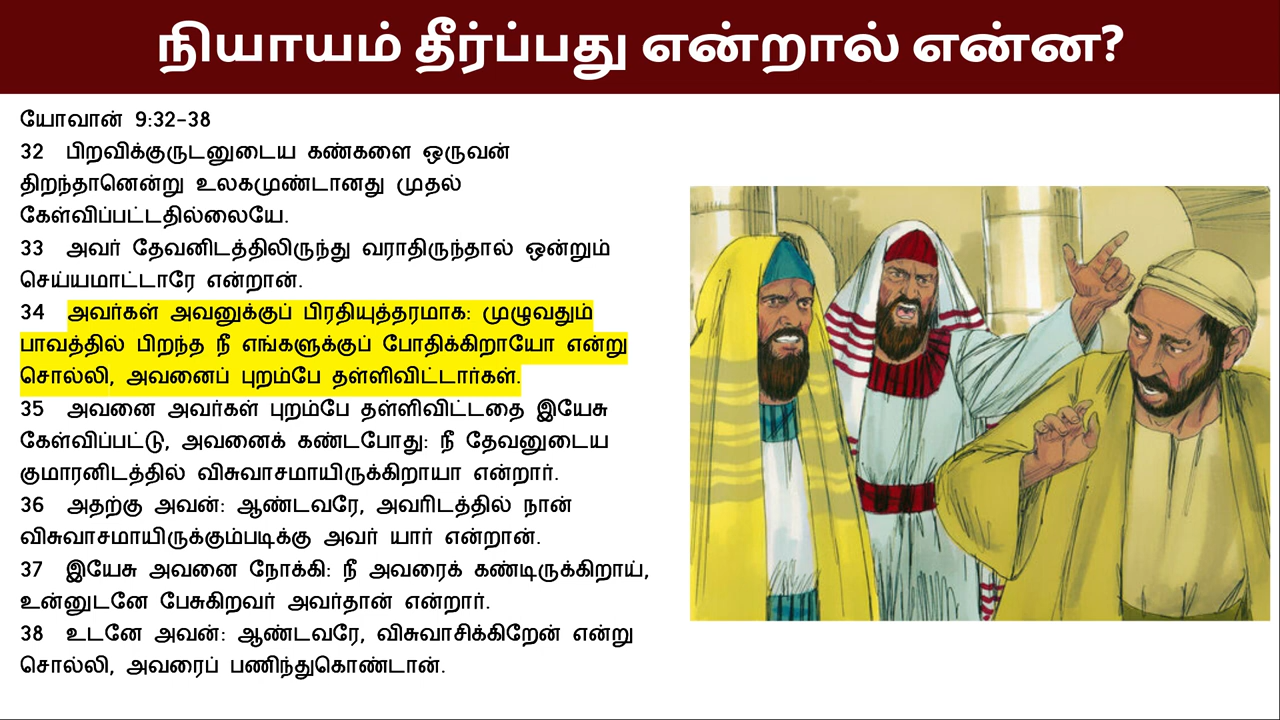 நியாயம் தீர்ப்பது என்றால் என்ன?
யோவான் 9:32-38
32 பிறவிக்குருடனுடைய கண்களை ஒருவன்
திறந்தானென்று உலகமுண்டானது முதல்
கேள்விப்பட்டதில்லையே.
33 அவர் தேவனிடத்திலிருந்து வராதிருந்தால் ஒன்றும்
செய்யமாட்டாரே என்றான்.
34 அவர்கள் அவனுக்குப் பிரதியுத்தரமாக: முழுவதும்
பாவத்தில் பிறந்த நீ எங்களுக்குப் போதிக்கிறாயோ என்று
சொல்லி, அவனைப் புறம்பே தள்ளிவிட்டார்கள்.
35 அவனை அவர்கள் புறம்பே தள்ளிவிட்டதை இயேசு
கேள்விப்பட்டு, அவனைக் கண்டபோது: நீ தேவனுடைய
குமாரனிடத்தில் விசுவாசமாயிருக்கிறாயா என்றார்.
36 அதற்கு அவன்: ஆண்டவரே, அவரிடத்தில் நான்
விசுவாசமாயிருக்கும்படிக்கு அவர் யார் என்றான்.
37 இயேசு அவனை நோக்கி: நீ அவரைக் கண்டிருக்கிறாய்,
உன்னுடனே பேசுகிறவர் அவர்தான் என்றார்.
38 உடனே அவன்: ஆண்டவரே, விசுவாசிக்கிறேன் என்று
சொல்லி, அவரைப் பணிந்துகொண்டான்.